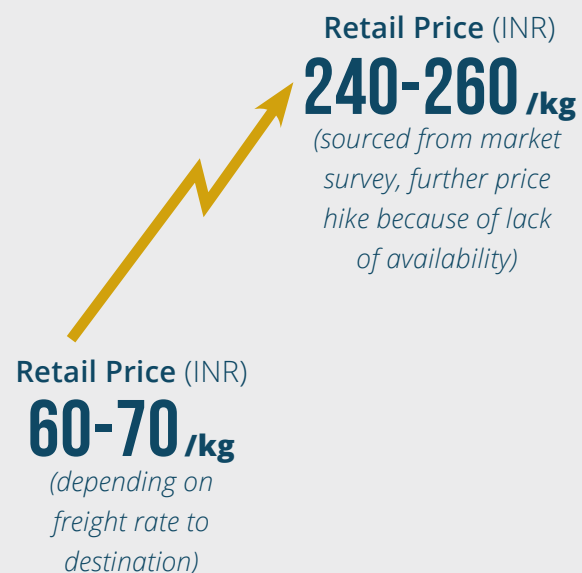 Retail Price (INR)
240-260 /kg
(sourced from market
survey, further price
hike because of lack
of availability)
Retail Price (INR)
60-70 /kg
(depending on
freight rate to
destination)